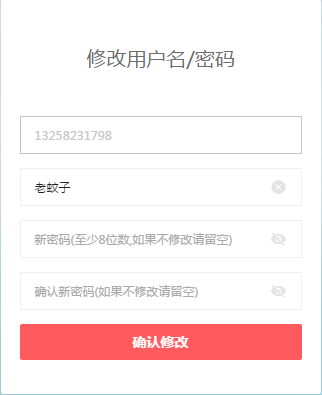 修改用户名/密码
13258231798
老蚊子
新密码(至少8位数,如果不修改请留空)
确认新密码(如果不修改请留空)
确认修改